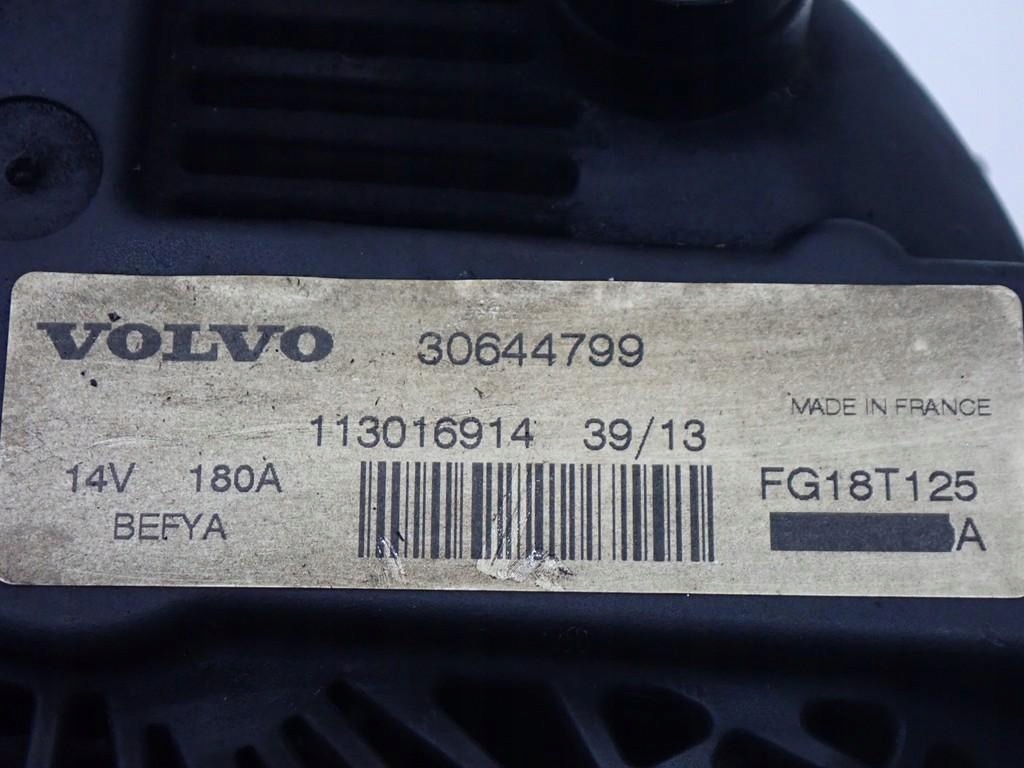 VOLVO 30644799
MADE IN FRANCE
113016914 39/13
14V 180A
FG18T125
BEFYA
A